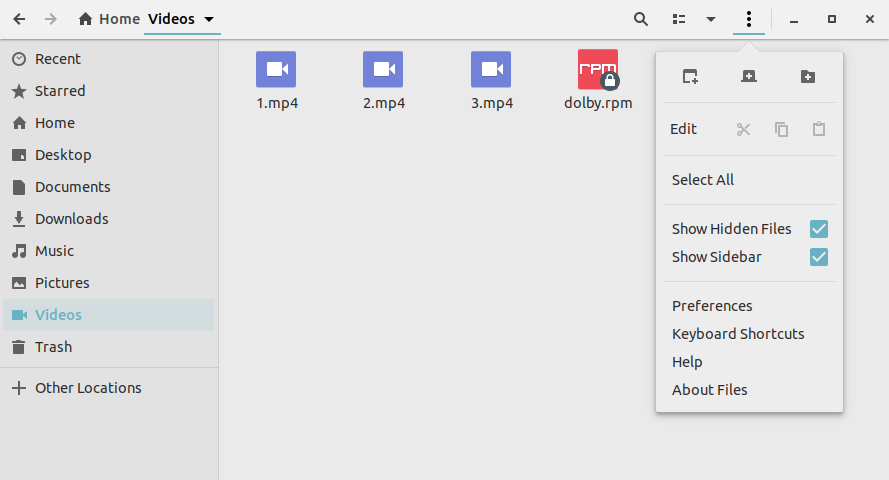 Home Videos
Recent
Starred
Home
Desktop
Documents
Downloads
Music
Pictures
Videos
Trash
Other Locations
1.mp4
2.mp4
3.mp4
rpm
dolby.rpm
Edit
Select All
Show Hidden Files
Show Sidebar
Preferences
Keyboard Shortcuts
Help
About Files